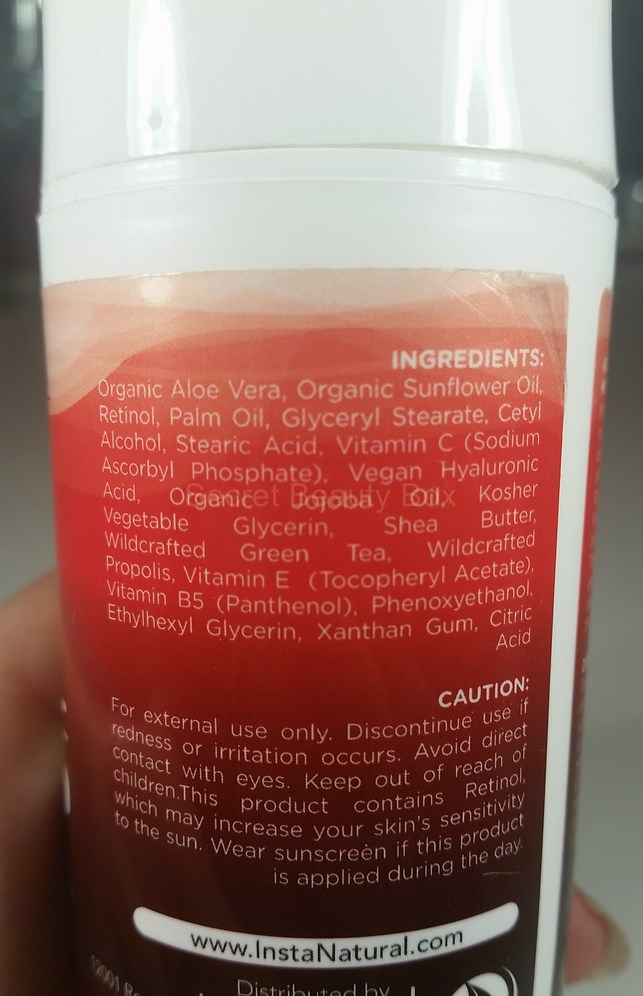 INGREDIENTS:
Organic Aloe Vera, Organic Sunflower Oil,
Retinol, Palm Oil, Glyceryl Stearate, Cetyl
Alcohol, Stearic Acid, Vitamin C (Sodium
Ascorbyl Phosphate), Vegan Hyaluronic
Acid, Organic Jojoba Oil, Kosher
Secret Beauty Box
Vegetable Glycerin, Shea Butter,
Wildcrafted Green Tea, Wildcrafted
Propolis, Vitamin E (Tocopheryl Acetate),
Vitamin B5 (Panthenol), Phenoxyethanol,
Ethylhexyl Glycerin, Xanthan Gum, Citric
Acid
CAUTION:
For external use only. Discontinue use if
redness or irritation occurs. Avoid direct
contact with eyes. Keep out of reach of
children.This product contains Retinol,
which may increase your skin's sensitivity
to the sun. Wear sunscreen if this product
is applied during the day.
www.InstaNatural.com
Distributed by
12001